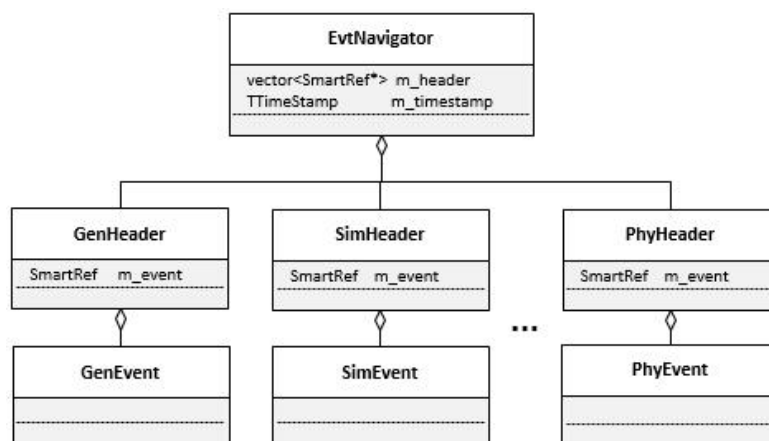 EvtNavigator
vector<SmartRef*> m_header
TTimeStamp m_timestamp
GenHeader
SmartRef m_event
SimHeader
SmartRef m_event
PhyHeader
SmartRef m_event
...
GenEvent
SimEvent
PhyEvent